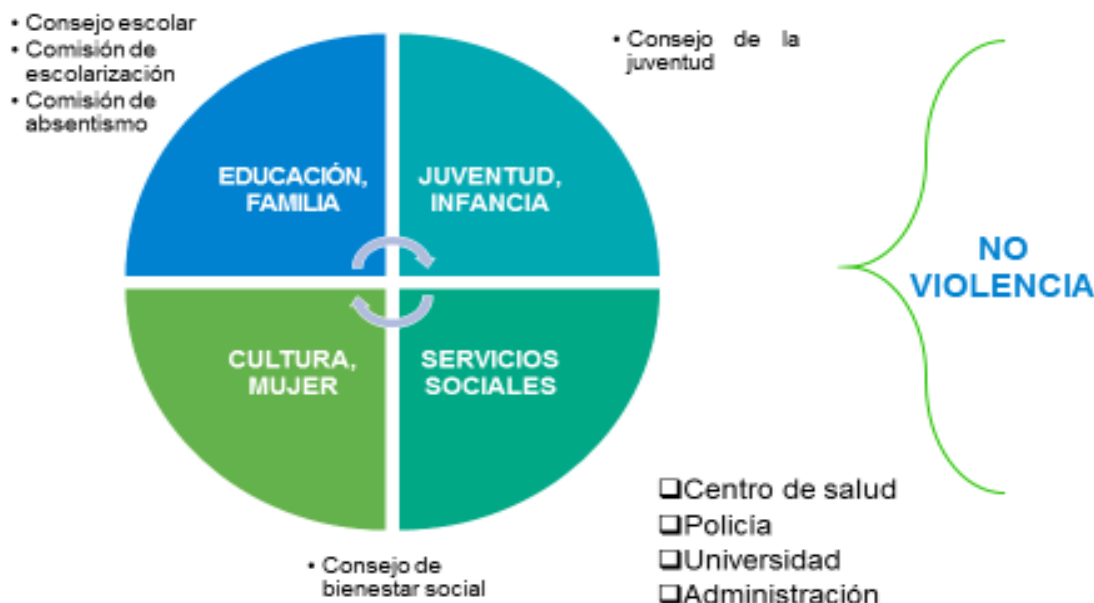 • Consejo escolar
• Comisión de
escolarización
• Comisión de
absentismo
• Consejo de la
juventud
EDUCACIÓN,
FAMILIA
JUVENTUD,
INFANCIA
NO
VIOLENCIA
CULTURA,
MUJER
SERVICIOS
SOCIALES
❑Centro de salud
❑Policía
❑Universidad
❑Administración
• Consejo de
bienestar social